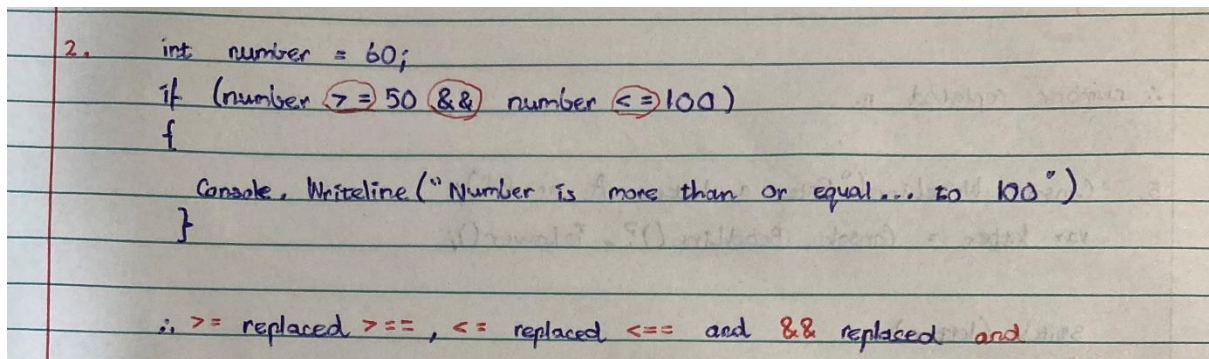 2. int number = 60;
if (number >= 50 && number <= 100)
{
Console. Writeline ("Number is more than or equal... to 100")
}
∴ >= replaced >==, <= replaced <== and && replaced and